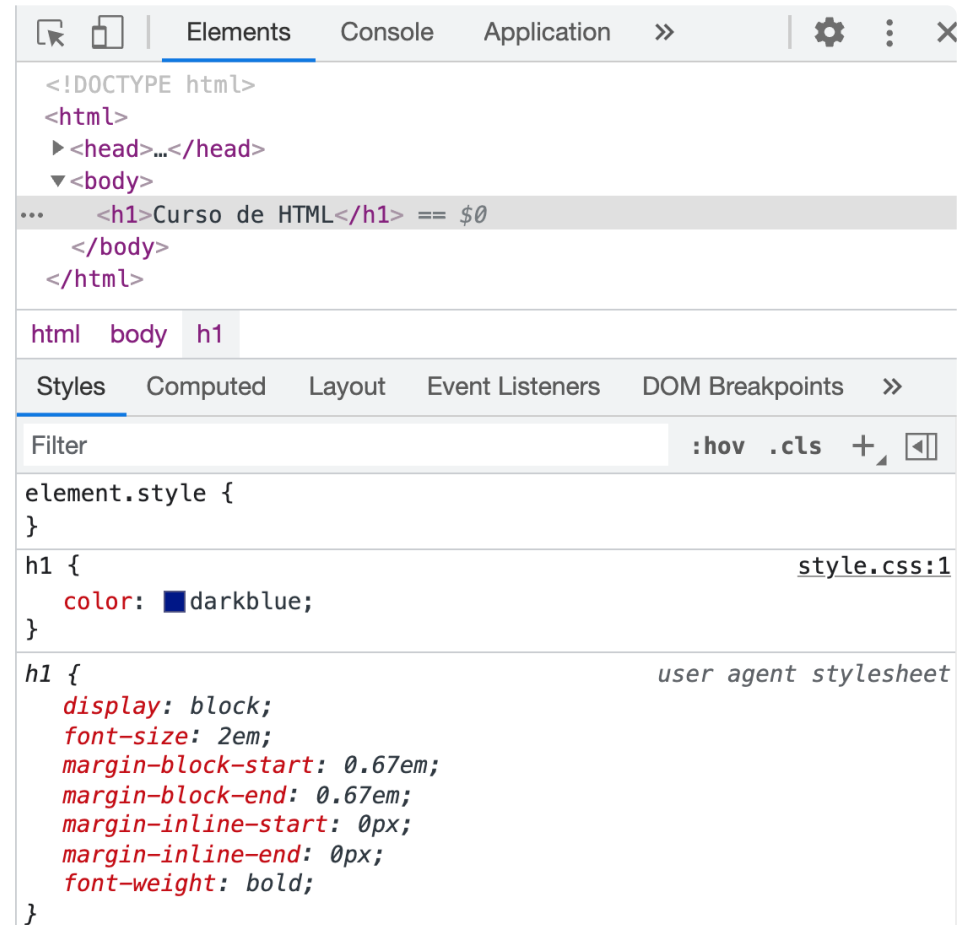 Elements Console Application »
<!DOCTYPE html>
<html>
<head>…</head>
<body>
... <h1>Curso de HTML</h1> == $0
</body>
</html>
html body h1
Styles Computed Layout Event Listeners DOM Breakpoints »
Filter :hov .cls +
element.style {
}
h1 { style.css:1
color: darkblue;
}
h1 { user agent stylesheet
display: block;
font-size: 2em;
margin-block-start: 0.67em;
margin-block-end: 0.67em;
margin-inline-start: 0px;
margin-inline-end: 0px;
font-weight: bold;
}